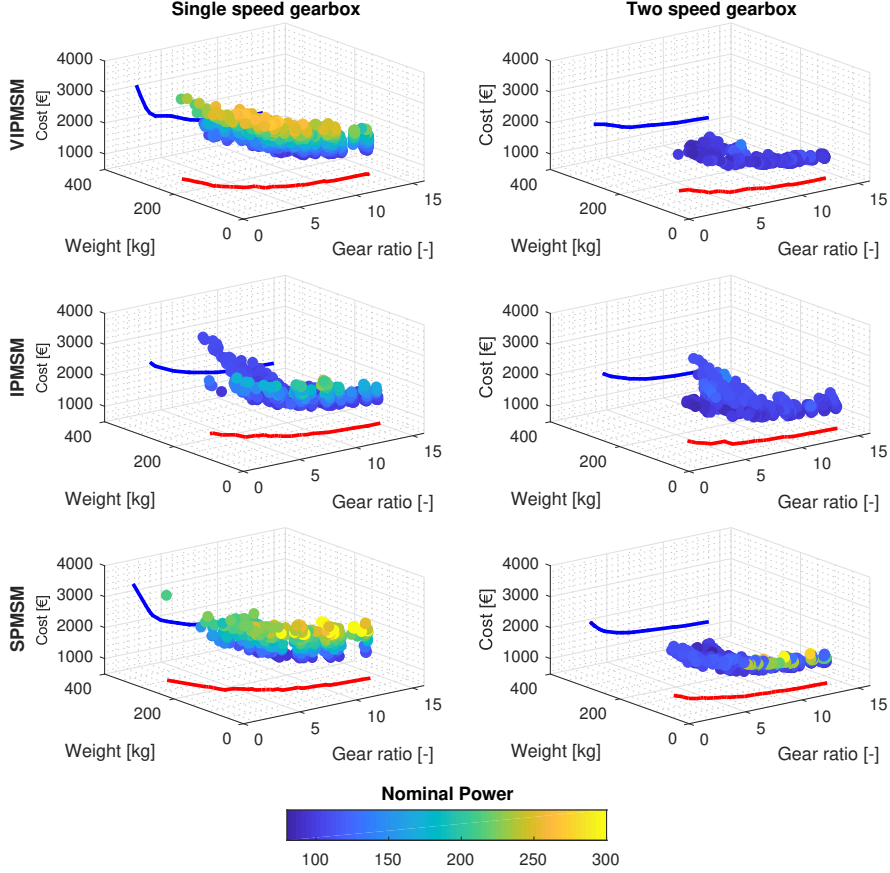 Single speed gearbox
Two speed gearbox
VIPMSM
Cost [€]
4000
3000
2000
1000
400
200
0
Weight [kg]
0
5
10
15
Gear ratio [-]
Cost [€]
4000
3000
2000
1000
400
200
0
Weight [kg]
0
5
10
15
Gear ratio [-]
IPMSM
Cost [€]
4000
3000
2000
1000
400
200
0
Weight [kg]
0
5
10
15
Gear ratio [-]
Cost [€]
4000
3000
2000
1000
400
200
0
Weight [kg]
0
5
10
15
Gear ratio [-]
SPMSM
Cost [€]
4000
3000
2000
1000
400
200
0
Weight [kg]
0
5
10
15
Gear ratio [-]
Cost [€]
4000
3000
2000
1000
400
200
0
Weight [kg]
0
5
10
15
Gear ratio [-]
Nominal Power
100
150
200
250
300